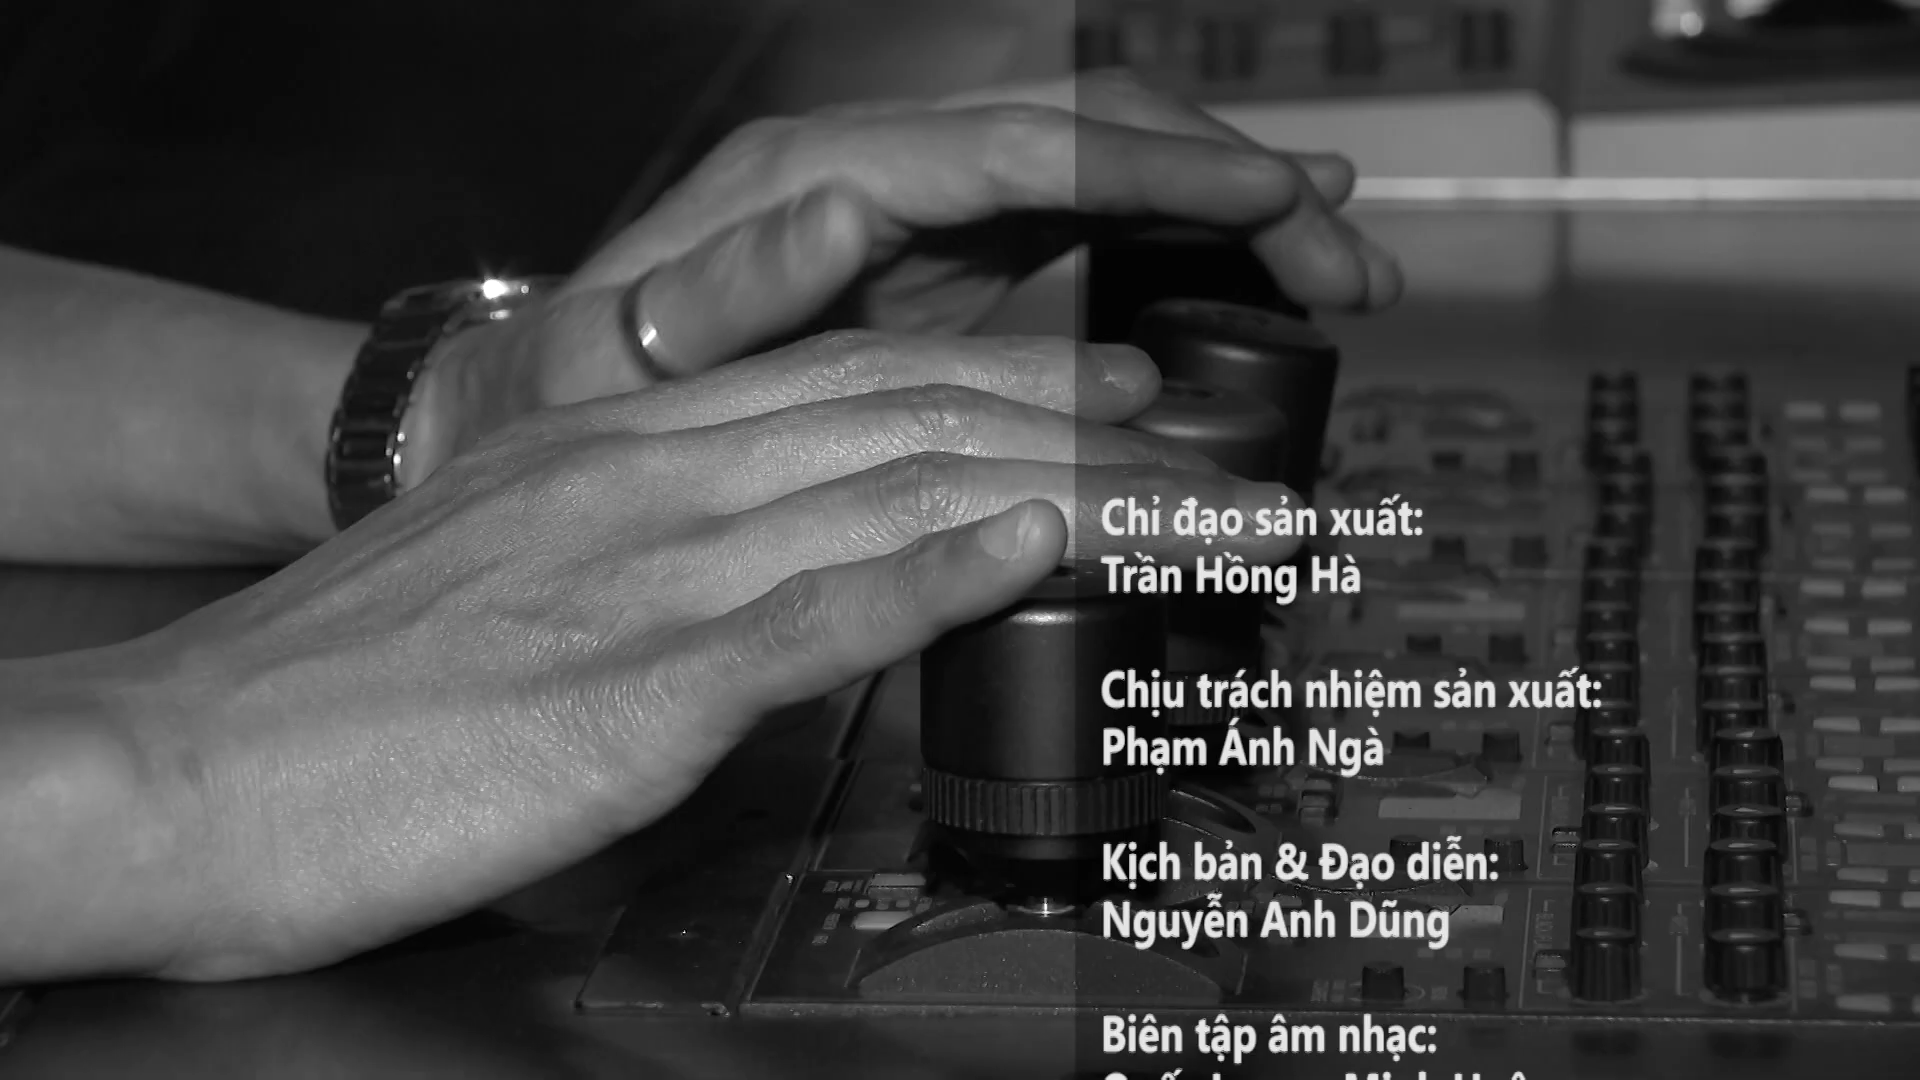 Chỉ đạo sản xuất:
Trần Hồng Hà
Chịu trách nhiệm sản xuất:
Phạm Ánh Ngà
Kịch bản & Đạo diễn:
Nguyễn Anh Dũng
Biên tập âm nhạc: